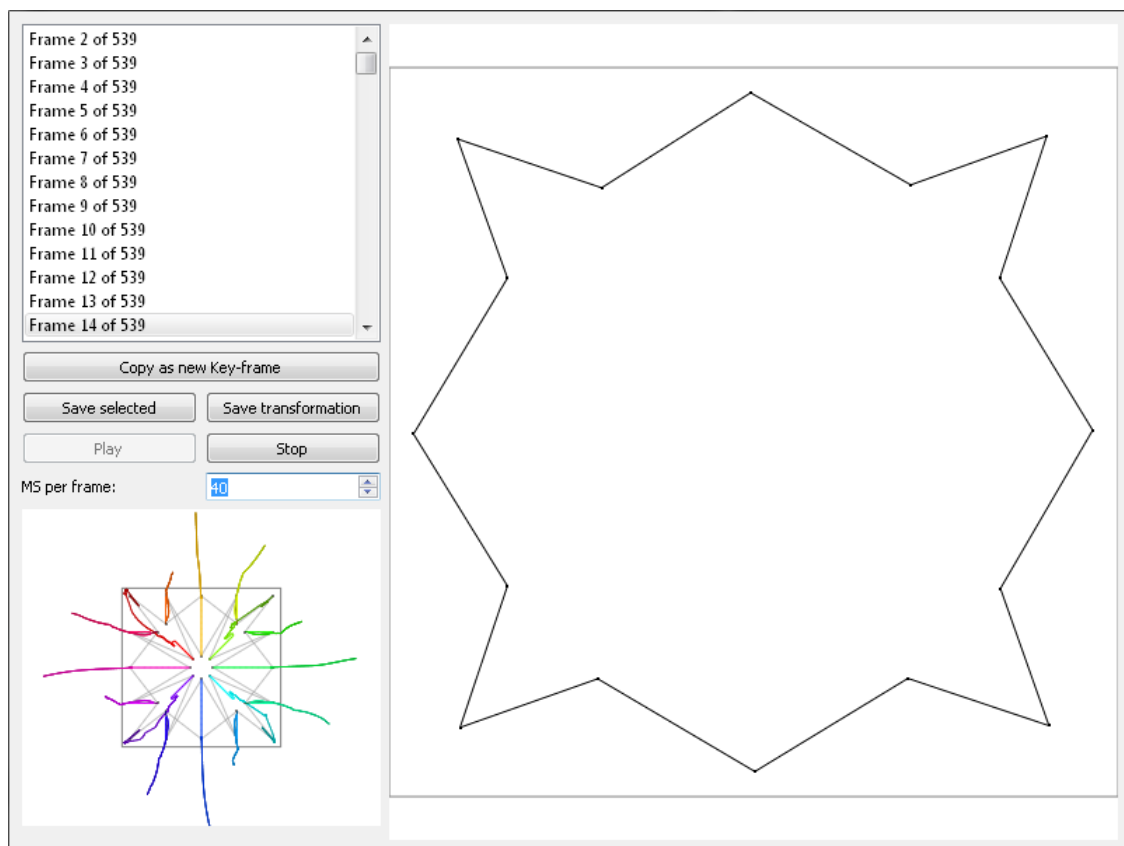 Frame 2 of 539
Frame 3 of 539
Frame 4 of 539
Frame 5 of 539
Frame 6 of 539
Frame 7 of 539
Frame 8 of 539
Frame 9 of 539
Frame 10 of 539
Frame 11 of 539
Frame 12 of 539
Frame 13 of 539
Frame 14 of 539
Copy as new Key-frame
Save selected
Save transformation
Play
Stop
MS per frame:
40